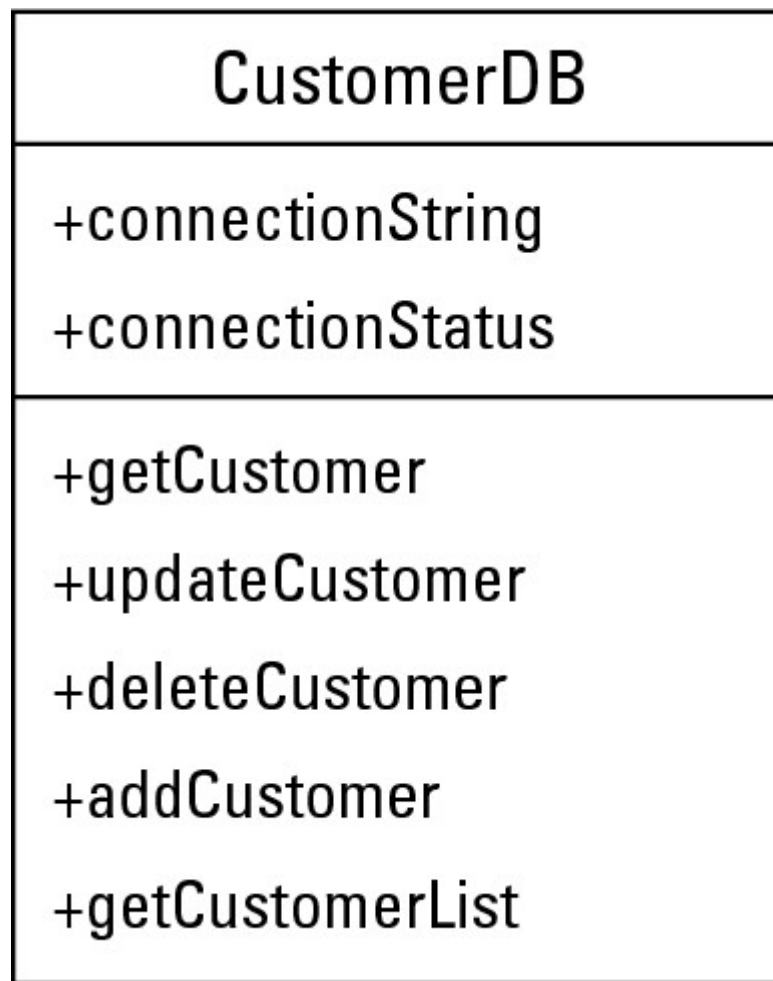 CustomerDB
+connectionString
+connectionStatus
+getCustomer
+updateCustomer
+deleteCustomer
+addCustomer
+getCustomerList